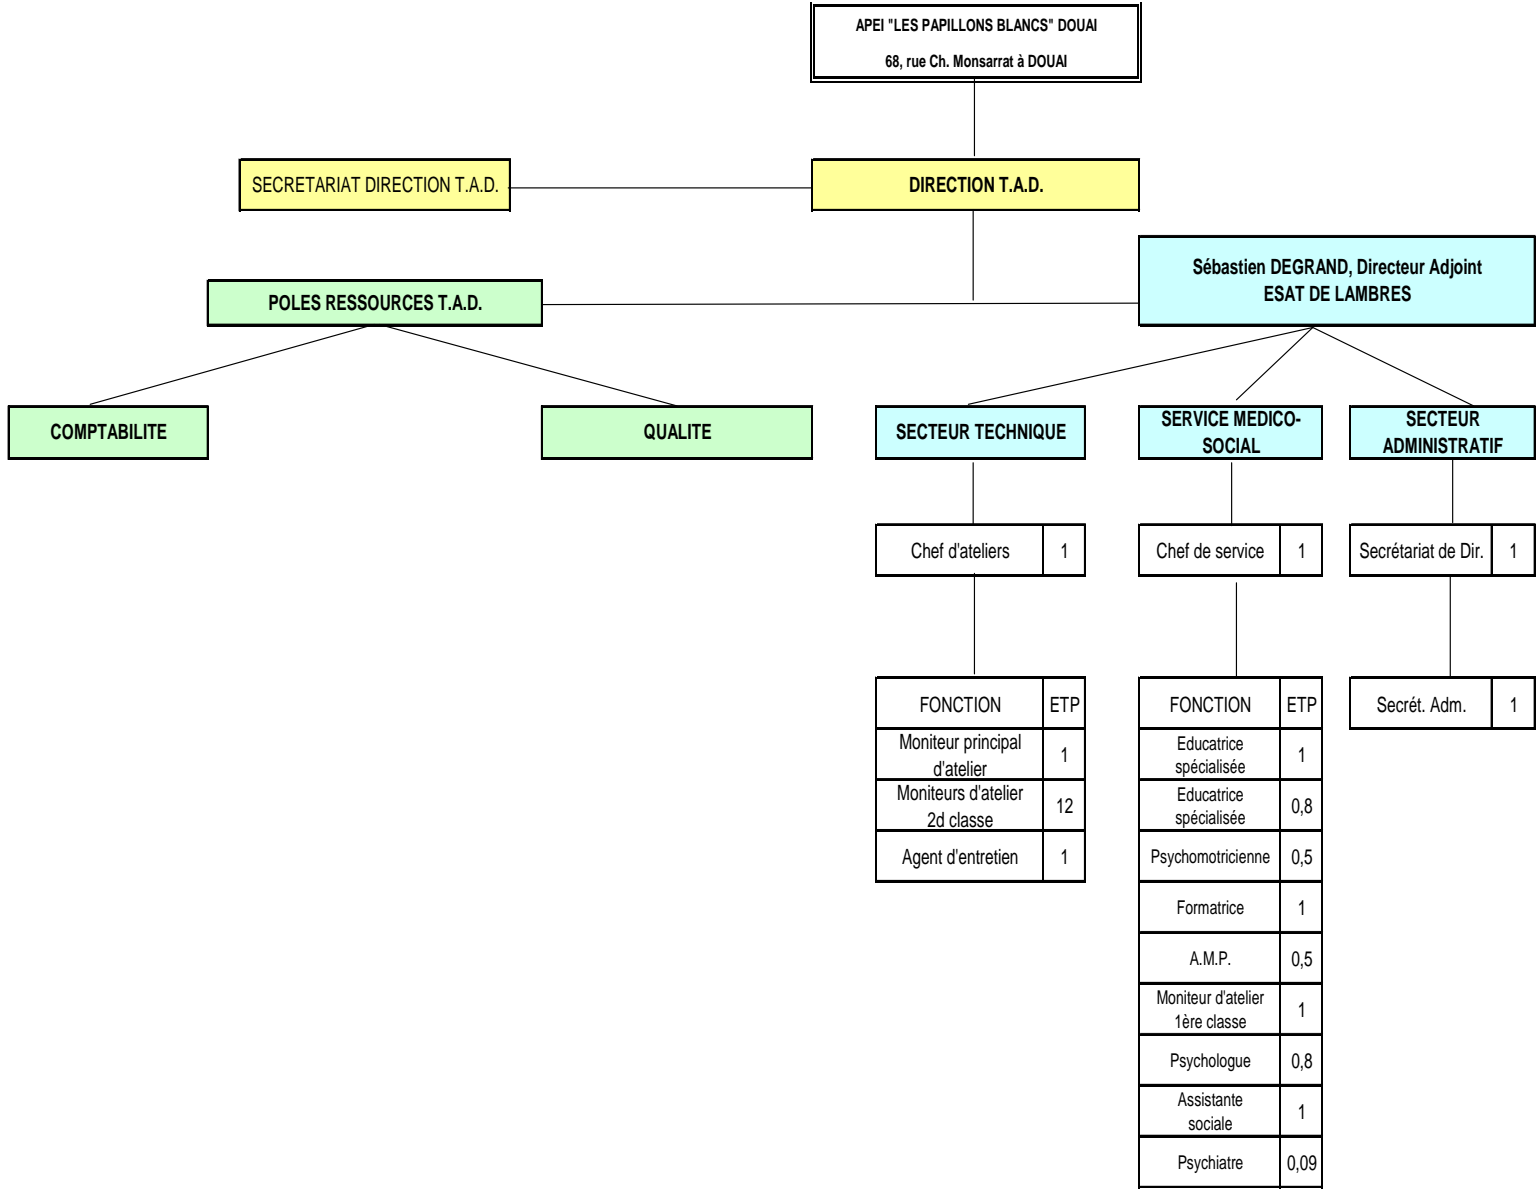 APEI "LES PAPILLONS BLANCS" DOUAI
68, rue Ch. Monsarrat à DOUAI
SECRETARIAT DIRECTION T.A.D.
DIRECTION T.A.D.
Sébastien DEGRAND, Directeur Adjoint
ESAT DE LAMBRES
POLES RESSOURCES T.A.D.
COMPTABILITE
QUALITE
SECTEUR TECHNIQUE
SERVICE MEDICO-
SOCIAL
SECTEUR
ADMINISTRATIF
Chef d'ateliers 1
Chef de service 1
Secrétariat de Dir. 1
FONCTION ETP
Moniteur principal
d'atelier 1
Moniteurs d'atelier
2d classe 12
Agent d'entretien 1
FONCTION ETP
Educatrice
spécialisée 1
Educatrice
spécialisée 0,8
Psychomotricienne 0,5
Formatrice 1
A.M.P. 0,5
Moniteur d'atelier
1ère classe 1
Psychologue 0,8
Assistante
sociale 1
Psychiatre 0,09
Secrét. Adm. 1